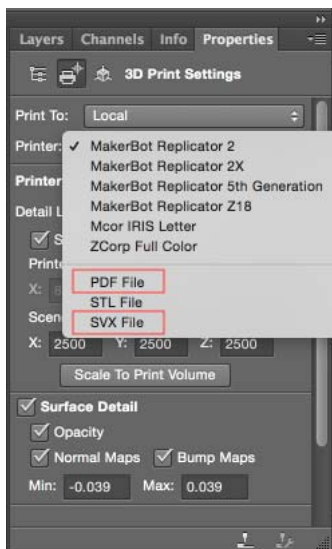 Layers Channels Info Properties
3D Print Settings
Print To: Local
Printer: ✓ MakerBot Replicator 2
MakerBot Replicator 2X
MakerBot Replicator 5th Generation
Printer
MakerBot Replicator Z18
Detail L
Mcor IRIS Letter
ZCorp Full Color
S
Print
PDF File
X:
STL File
Scen
SVX File
X: 2500 Y: 2500 Z: 2500
Scale To Print Volume
Surface Detail
Opacity
Normal Maps Bump Maps
Min: -0.039 Max: 0.039